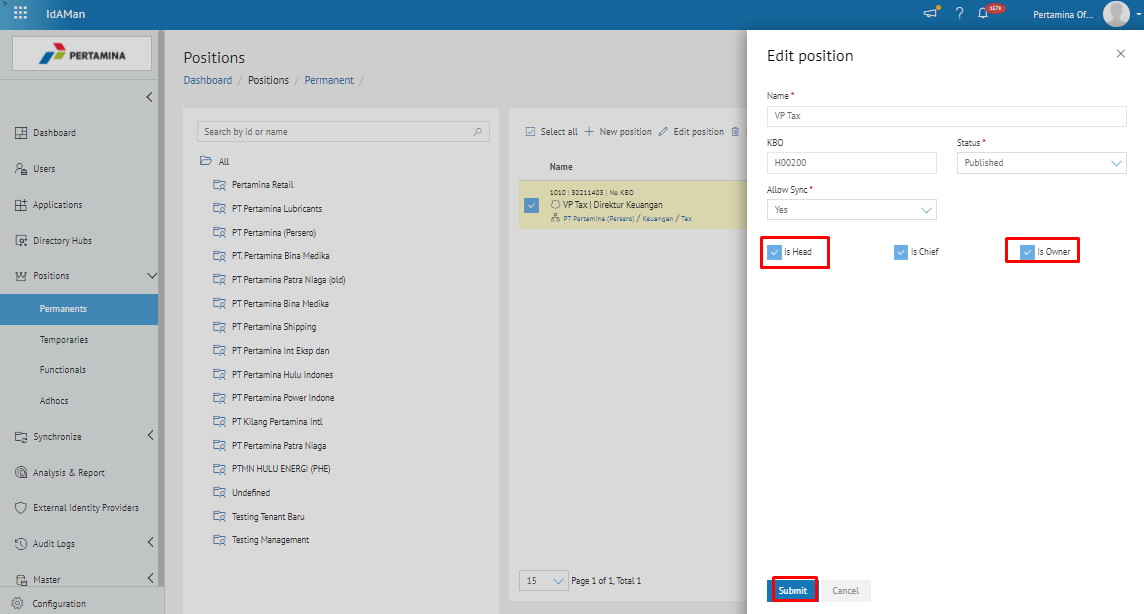 IdAMan
? 1579 Pertamina Of...
PERTAMINA
Dashboard
Users
Applications
Directory Hubs
Positions
Permanents
Temporaries
Functionals
Adhocs
Synchronize
Analysis & Report
External Identity Providers
Audit Logs
Master
Configuration
Positions
Dashboard / Positions / Permanent /
Search by id or name
All
Pertamina Retail
PT Pertamina Lubricants
PT Pertamina (Persero)
PT. Pertamina Bina Medika
PT Pertamina Patra Niaga (old)
PT Pertamina Bina Medika
PT Pertamina Shipping
PT Pertamina Int Eksp dan
PT Pertamina Hulu Indones
PT Pertamina Power Indone
PT Kilang Pertamina Intl
PT Pertamina Patra Niaga
PTMN HULU ENERGI (PHE)
Undefined
Testing Tenant Baru
Testing Management
Select all New position Edit position
Name
1010 | 30211403 | No KBO
VP Tax | Direktur Keuangan
PT Pertamina (Persero) / Keuangan / Tax
15 Page 1 of 1, Total 1
Edit position
Name *
VP Tax
KBO Status *
H00200 Published
Allow Sync *
Yes
Is Head Is Chief Is Owner
Submit Cancel